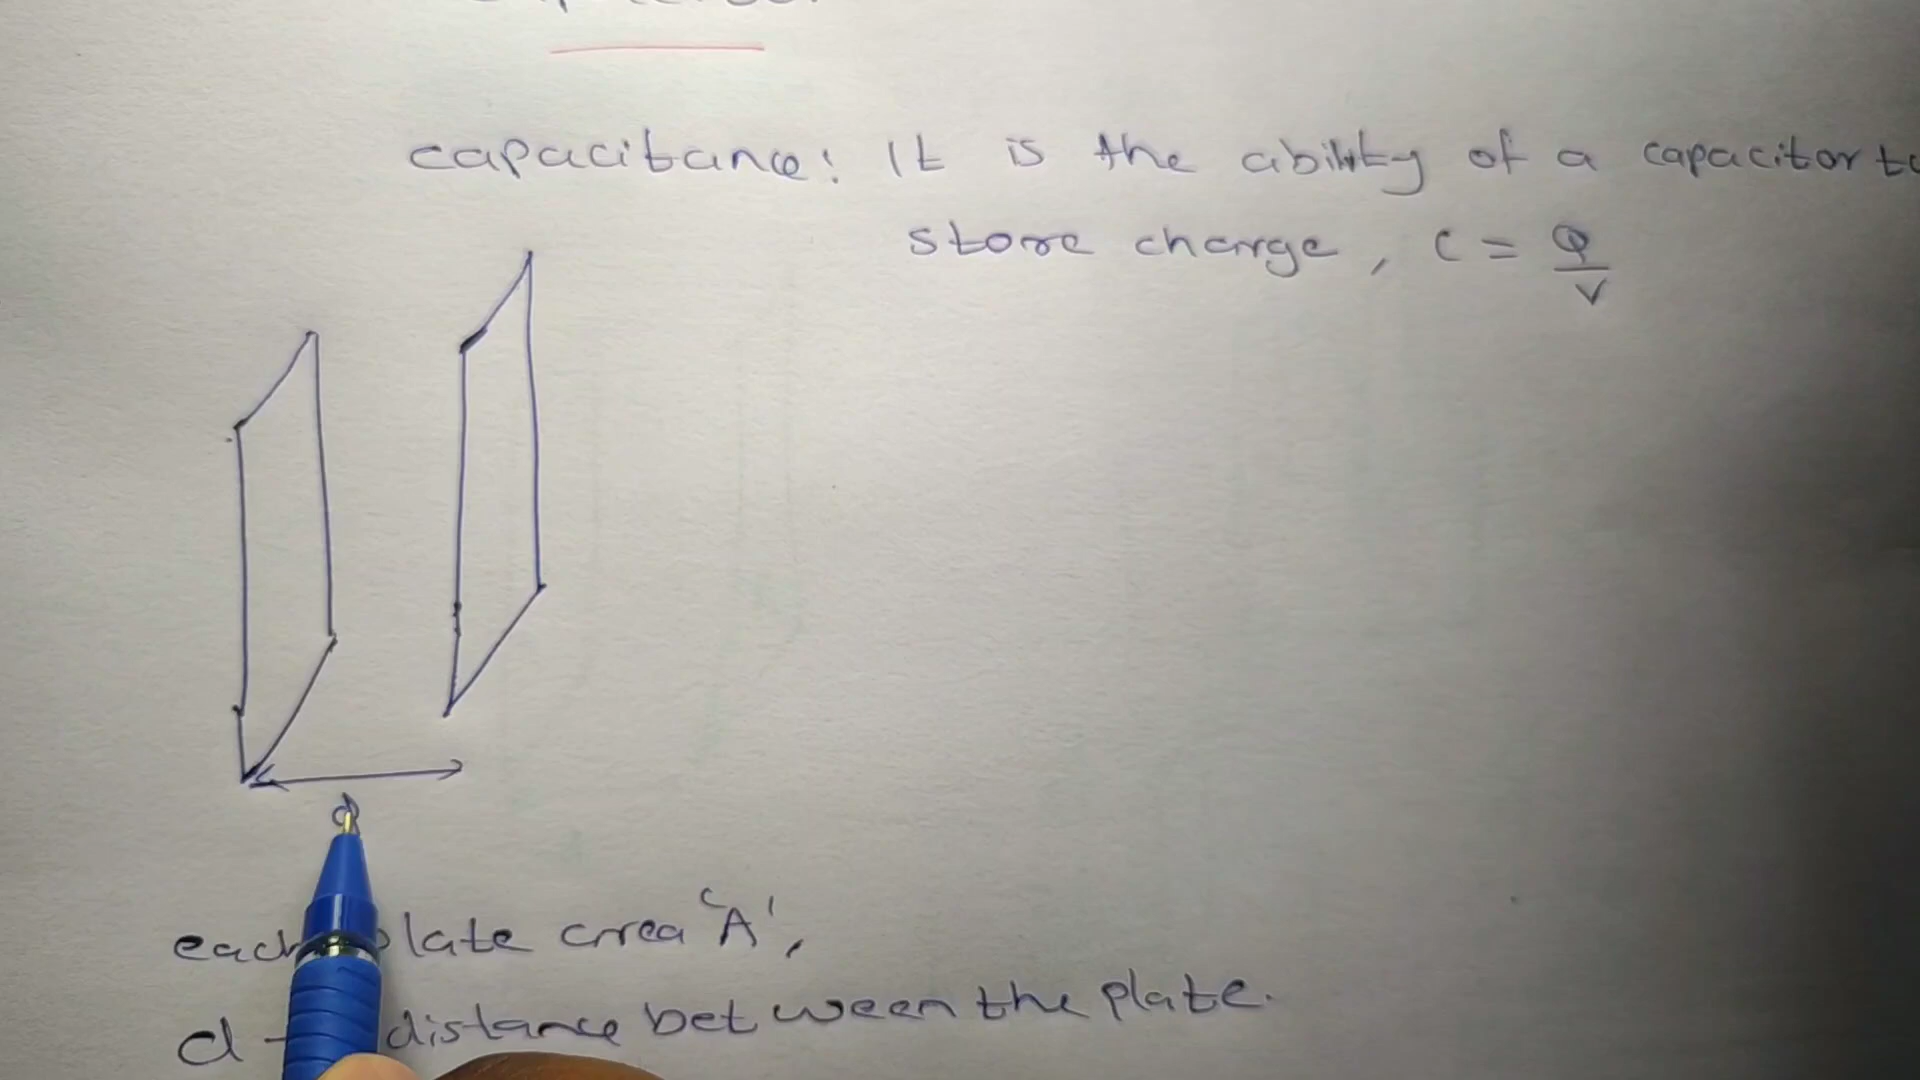 capacitance: It is the ability of a capacitor to
store charge, C = Q/V
d
each plate area 'A',
d - distance between the plate.